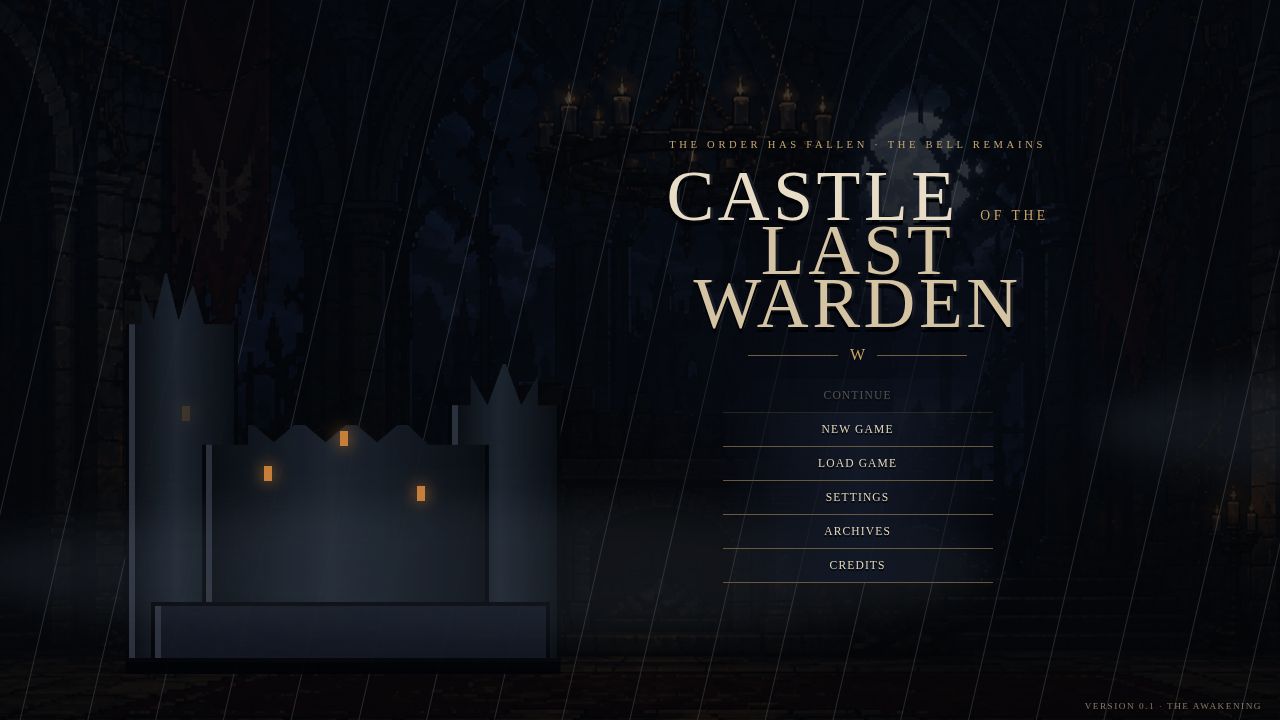 THE ORDER HAS FALLEN · THE BELL REMAINS
CASTLE OF THE
LAST
WARDEN
W
CONTINUE
NEW GAME
LOAD GAME
SETTINGS
ARCHIVES
CREDITS
VERSION 0.1 · THE AWAKENING